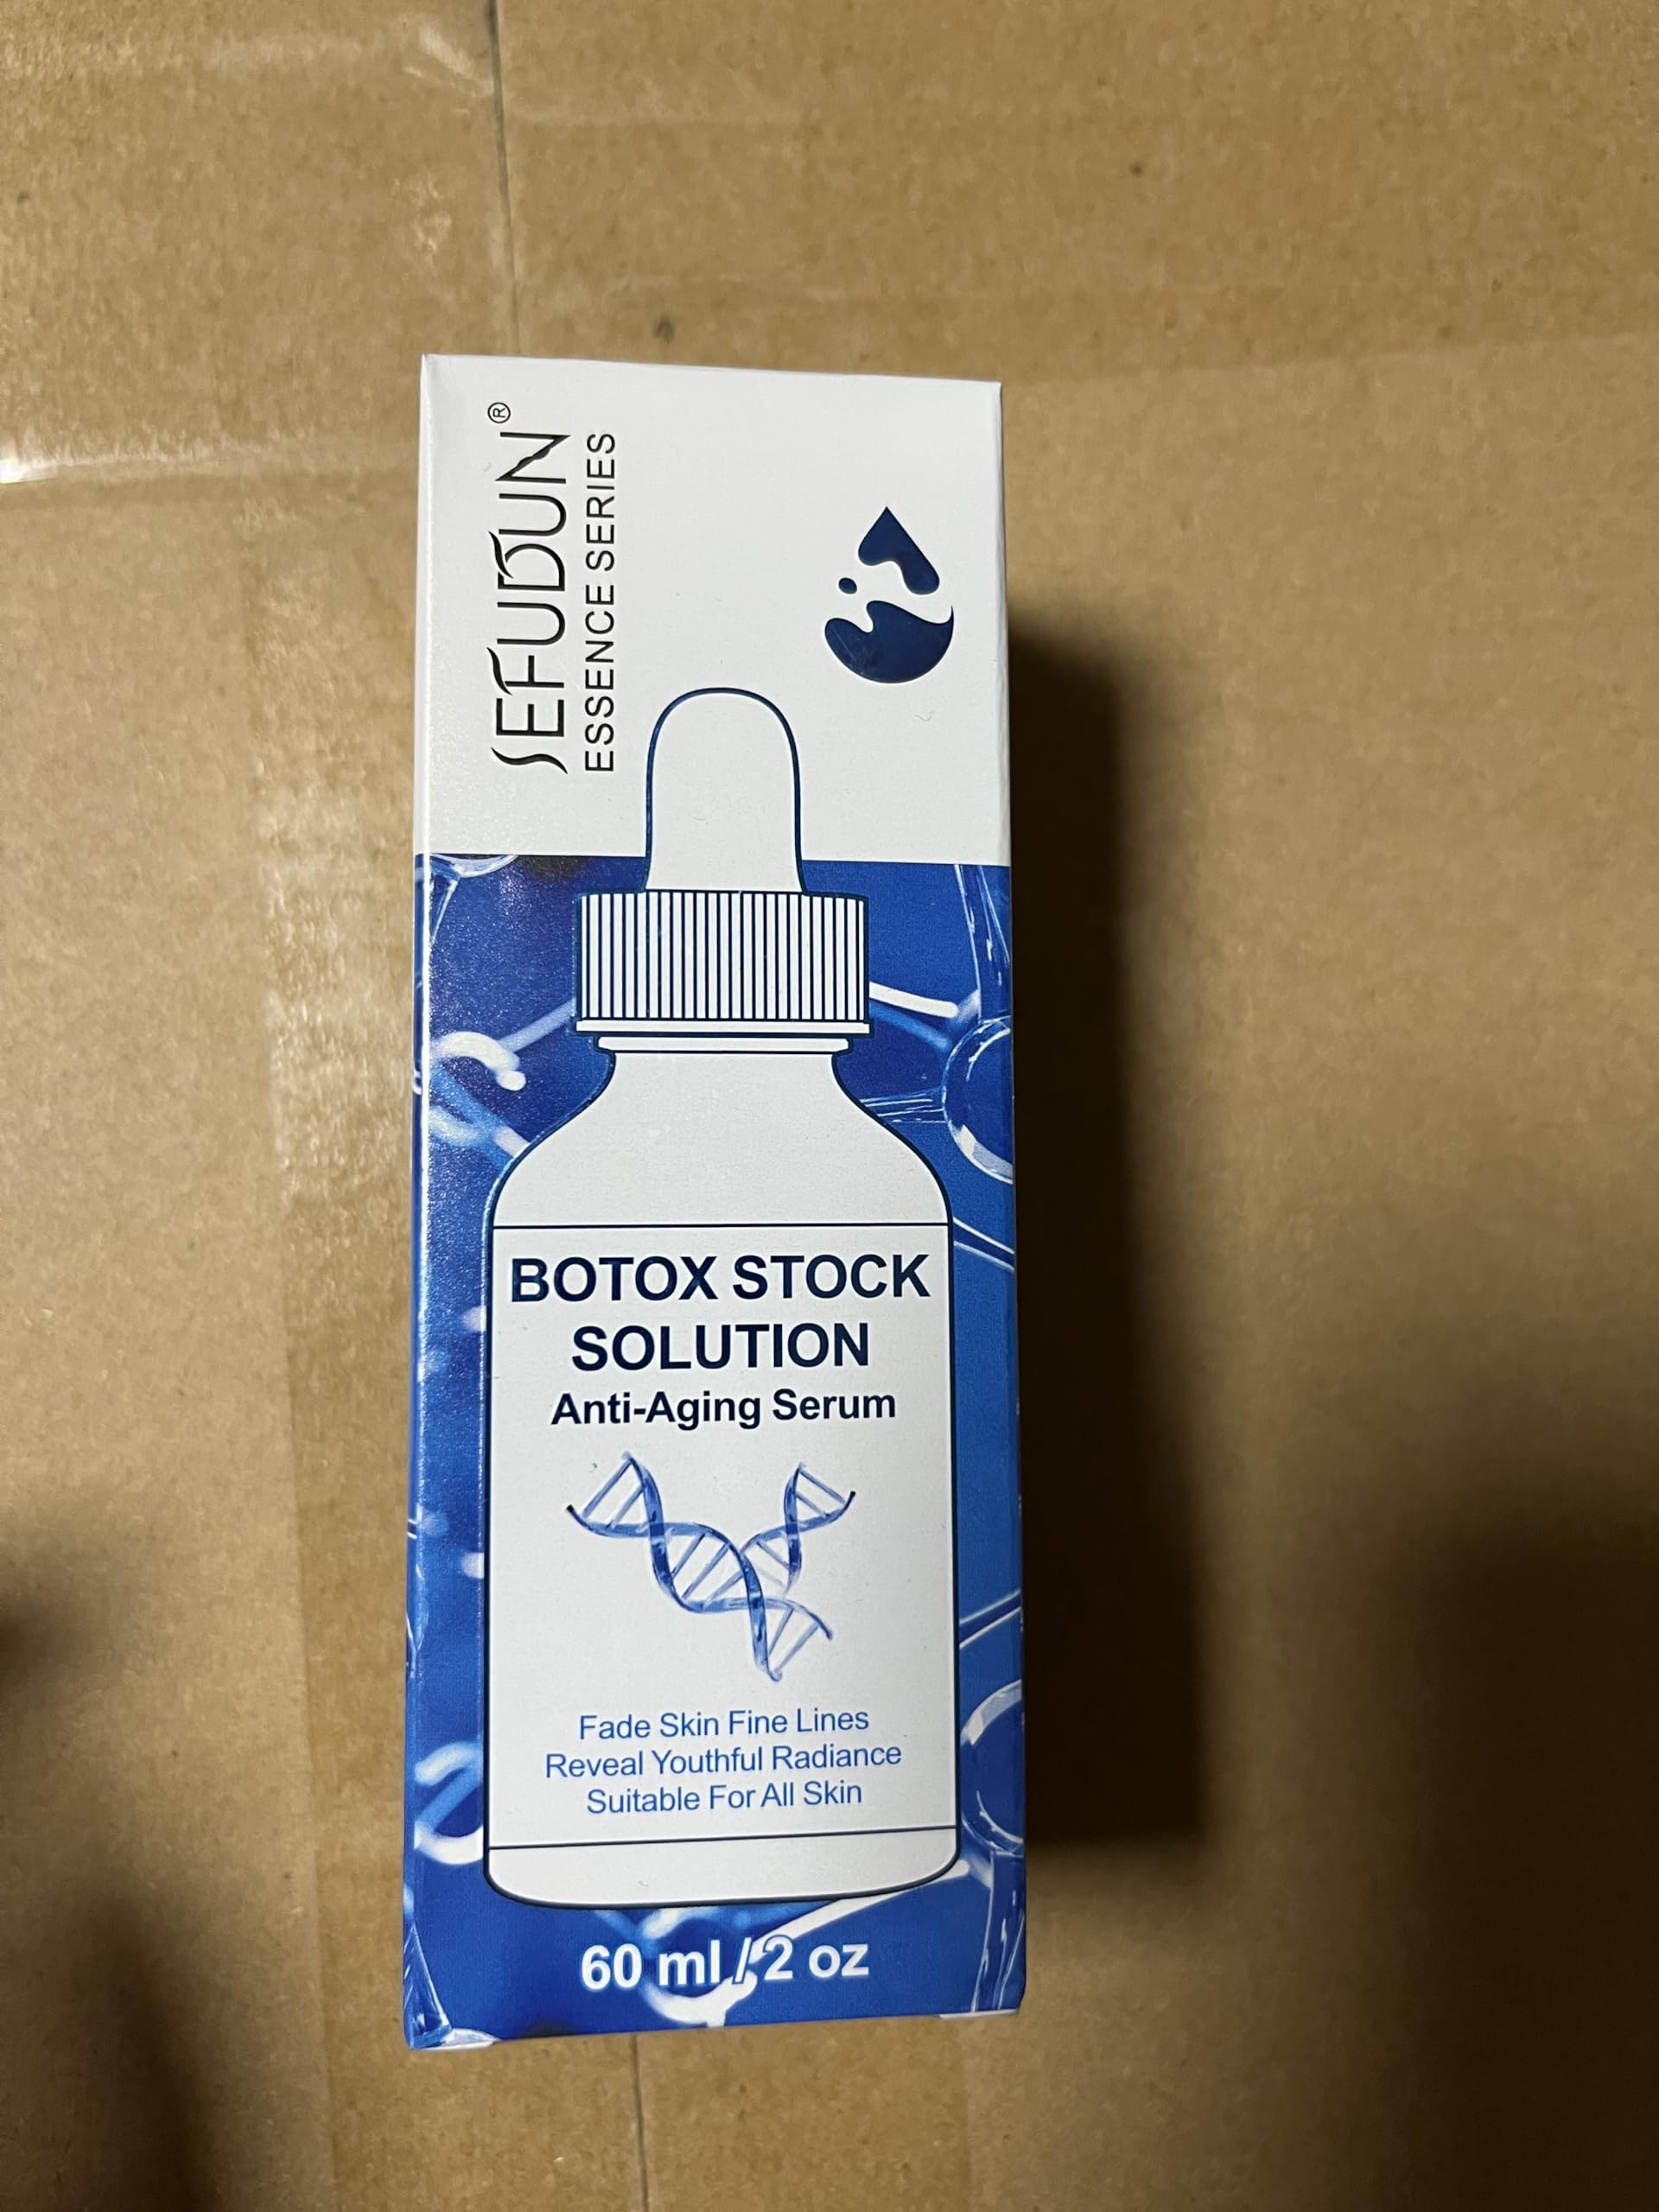 SEFUDUN®
ESSENCE SERIES
BOTOX STOCK
SOLUTION
Anti-Aging Serum
Fade Skin Fine Lines
Reveal Youthful Radiance
Suitable For All Skin
60 ml / 2 oz